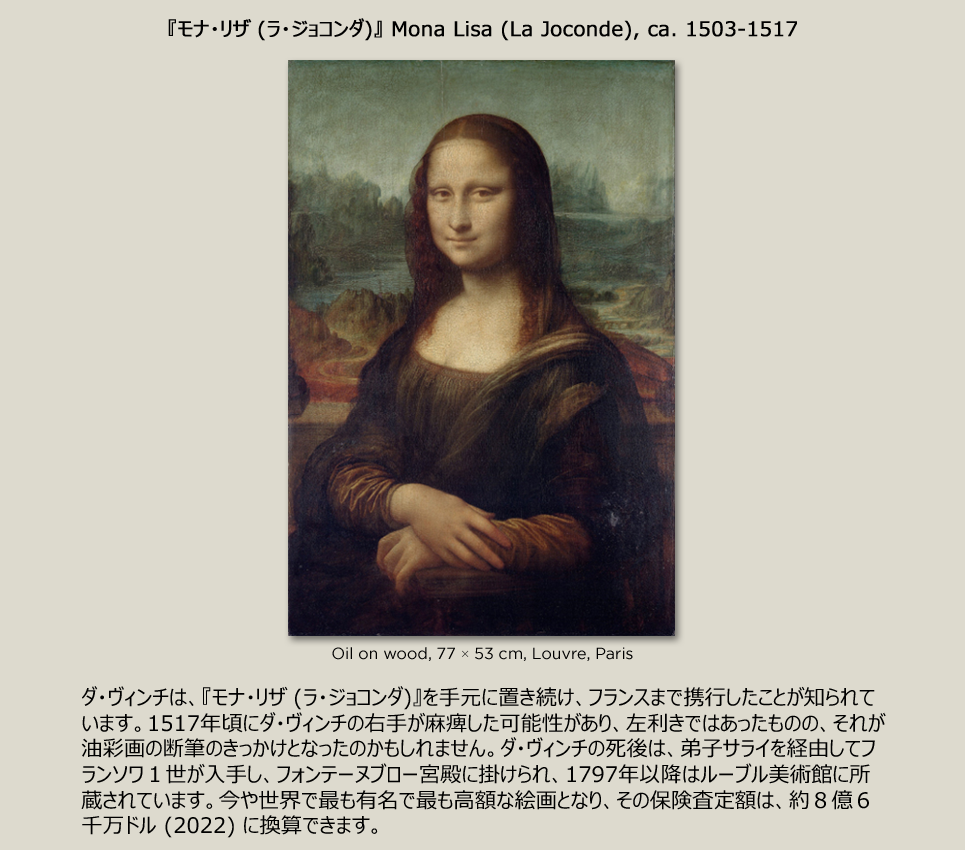 『モナ・リザ (ラ・ジョコンダ)』 Mona Lisa (La Joconde), ca. 1503-1517
Oil on wood, 77 × 53 cm, Louvre, Paris
ダ・ヴィンチは、『モナ・リザ (ラ・ジョコンダ)』を手元に置き続け、フランスまで携行したことが知られて
います。1517年頃にダ・ヴィンチの右手が麻痺した可能性があり、左利きではあったものの、それが
油彩画の断筆のきっかけとなったのかもしれません。ダ・ヴィンチの死後は、弟子サライを経由してフ
ランソワ１世が入手し、フォンテーヌブロー宮殿に掛けられ、1797年以降はルーブル美術館に所
蔵されています。今や世界で最も有名で最も高額な絵画となり、その保険査定額は、約８億６
千万ドル (2022) に換算できます。